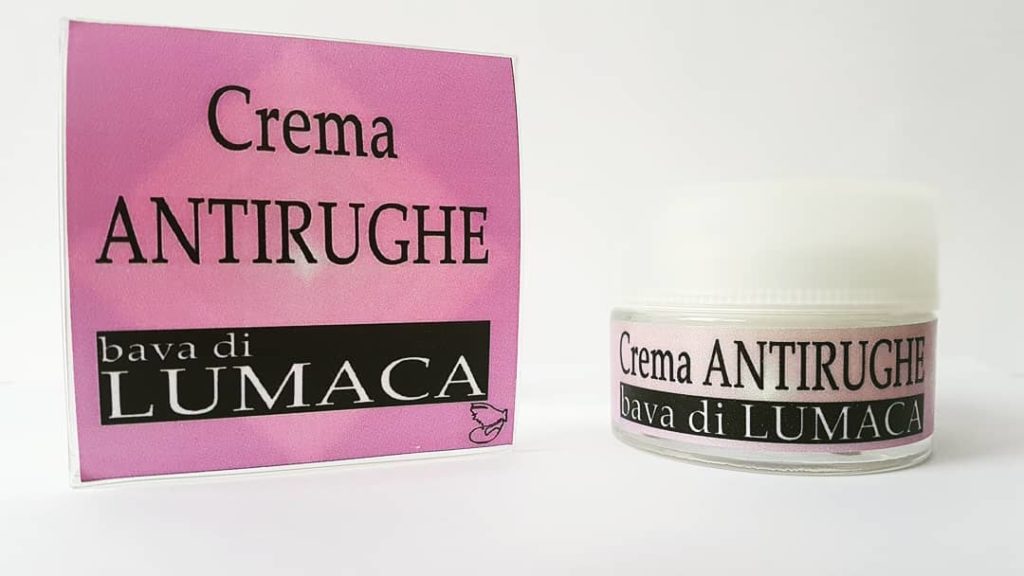 Crema
ANTIRUGHE
bava di
LUMACA
Crema ANTIRUGHE
bava di LUMACA